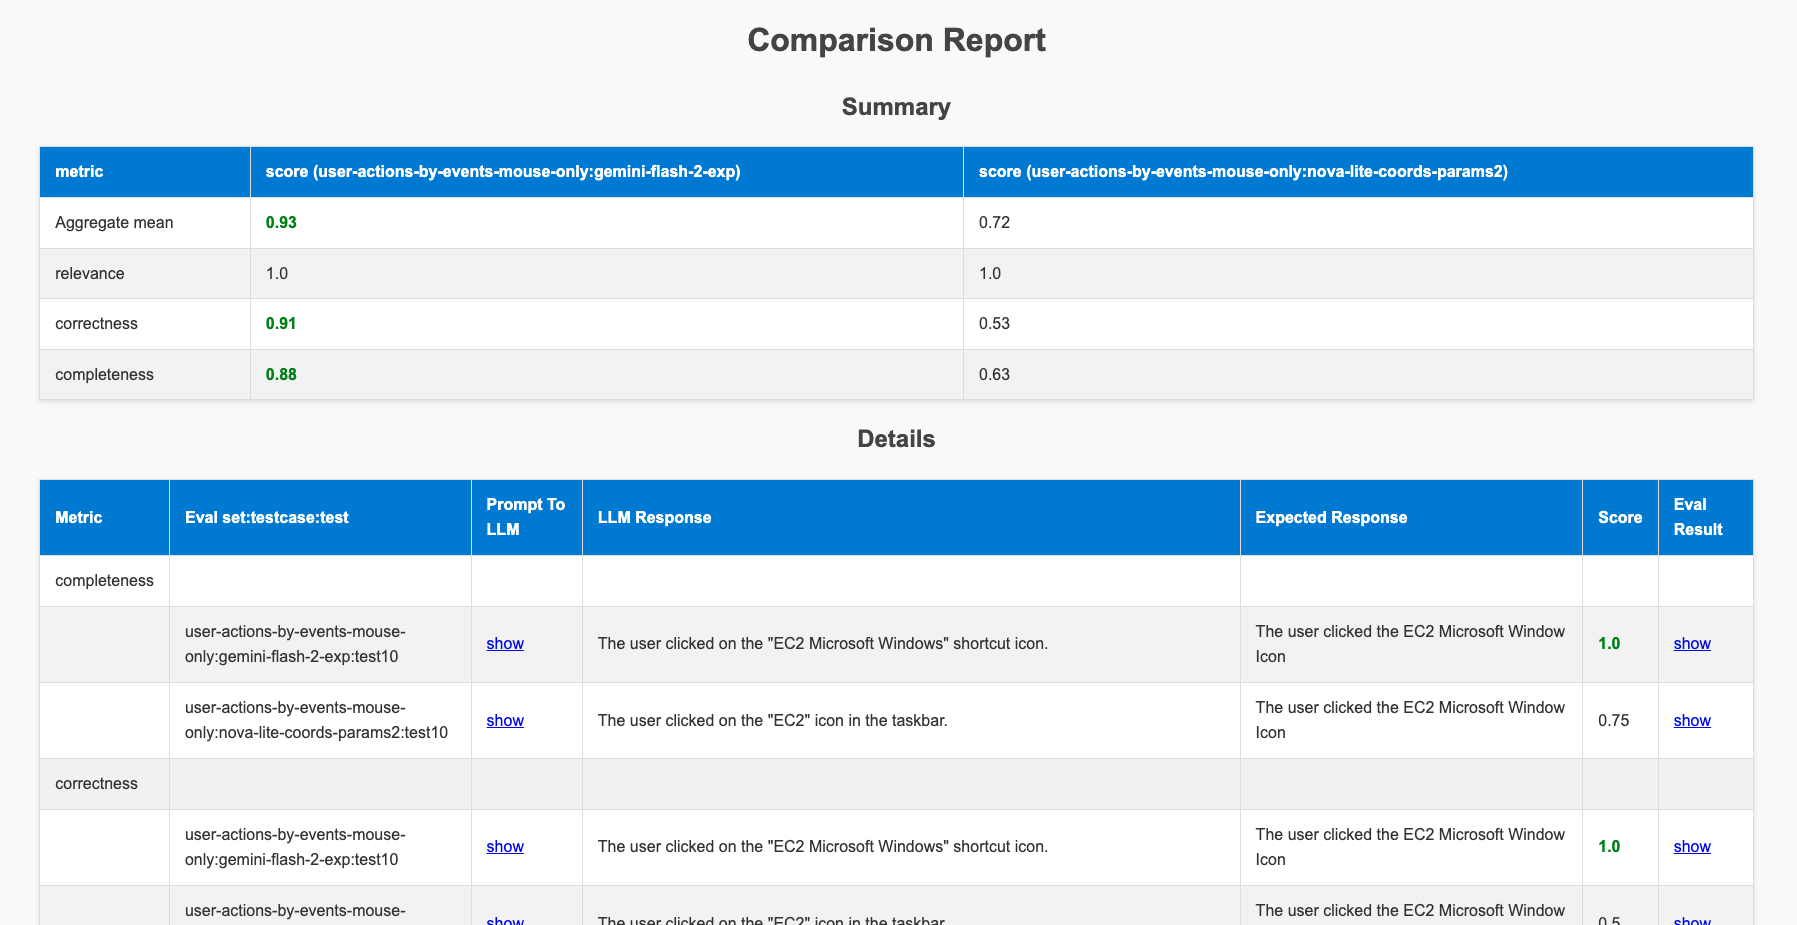 Comparison Report
Summary
metric score (user-actions-by-events-mouse-only:gemini-flash-2-exp) score (user-actions-by-events-mouse-only:nova-lite-coords-params2)
Aggregate mean 0.93 0.72
relevance 1.0 1.0
correctness 0.91 0.53
completeness 0.88 0.63
Details
Metric Eval set:testcase:test Prompt To LLM LLM Response Expected Response Score Eval Result
completeness
user-actions-by-events-mouse-only:gemini-flash-2-exp:test10 show The user clicked on the "EC2 Microsoft Windows" shortcut icon. The user clicked the EC2 Microsoft Window Icon 1.0 show
user-actions-by-events-mouse-only:nova-lite-coords-params2:test10 show The user clicked on the "EC2" icon in the taskbar. The user clicked the EC2 Microsoft Window Icon 0.75 show
correctness
user-actions-by-events-mouse-only:gemini-flash-2-exp:test10 show The user clicked on the "EC2 Microsoft Windows" shortcut icon. The user clicked the EC2 Microsoft Window Icon 1.0 show
user-actions-by-events-mouse- show The user clicked on the "EC2" icon in the taskbar. The user clicked the EC2 Microsoft Window 0.5 show